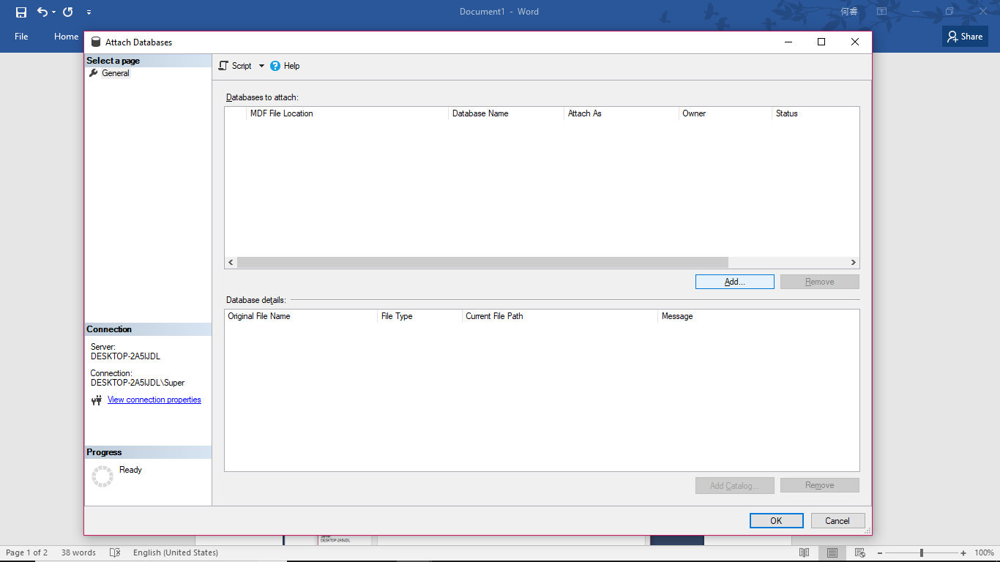 Document1 - Word
何睿
File
Home
Share
Attach Databases
Select a page
General
Script
Help
Databases to attach:
MDF File Location
Database Name
Attach As
Owner
Status
Add...
Remove
Database details:
Original File Name
File Type
Current File Path
Message
Connection
Server:
DESKTOP-2A5IJDL
Connection:
DESKTOP-2A5IJDL\Super
View connection properties
Progress
Ready
Add Catalog...
Remove
OK
Cancel
Server:
DESKTOP-2A5IJDL
Page 1 of 2
38 words
English (United States)
100%